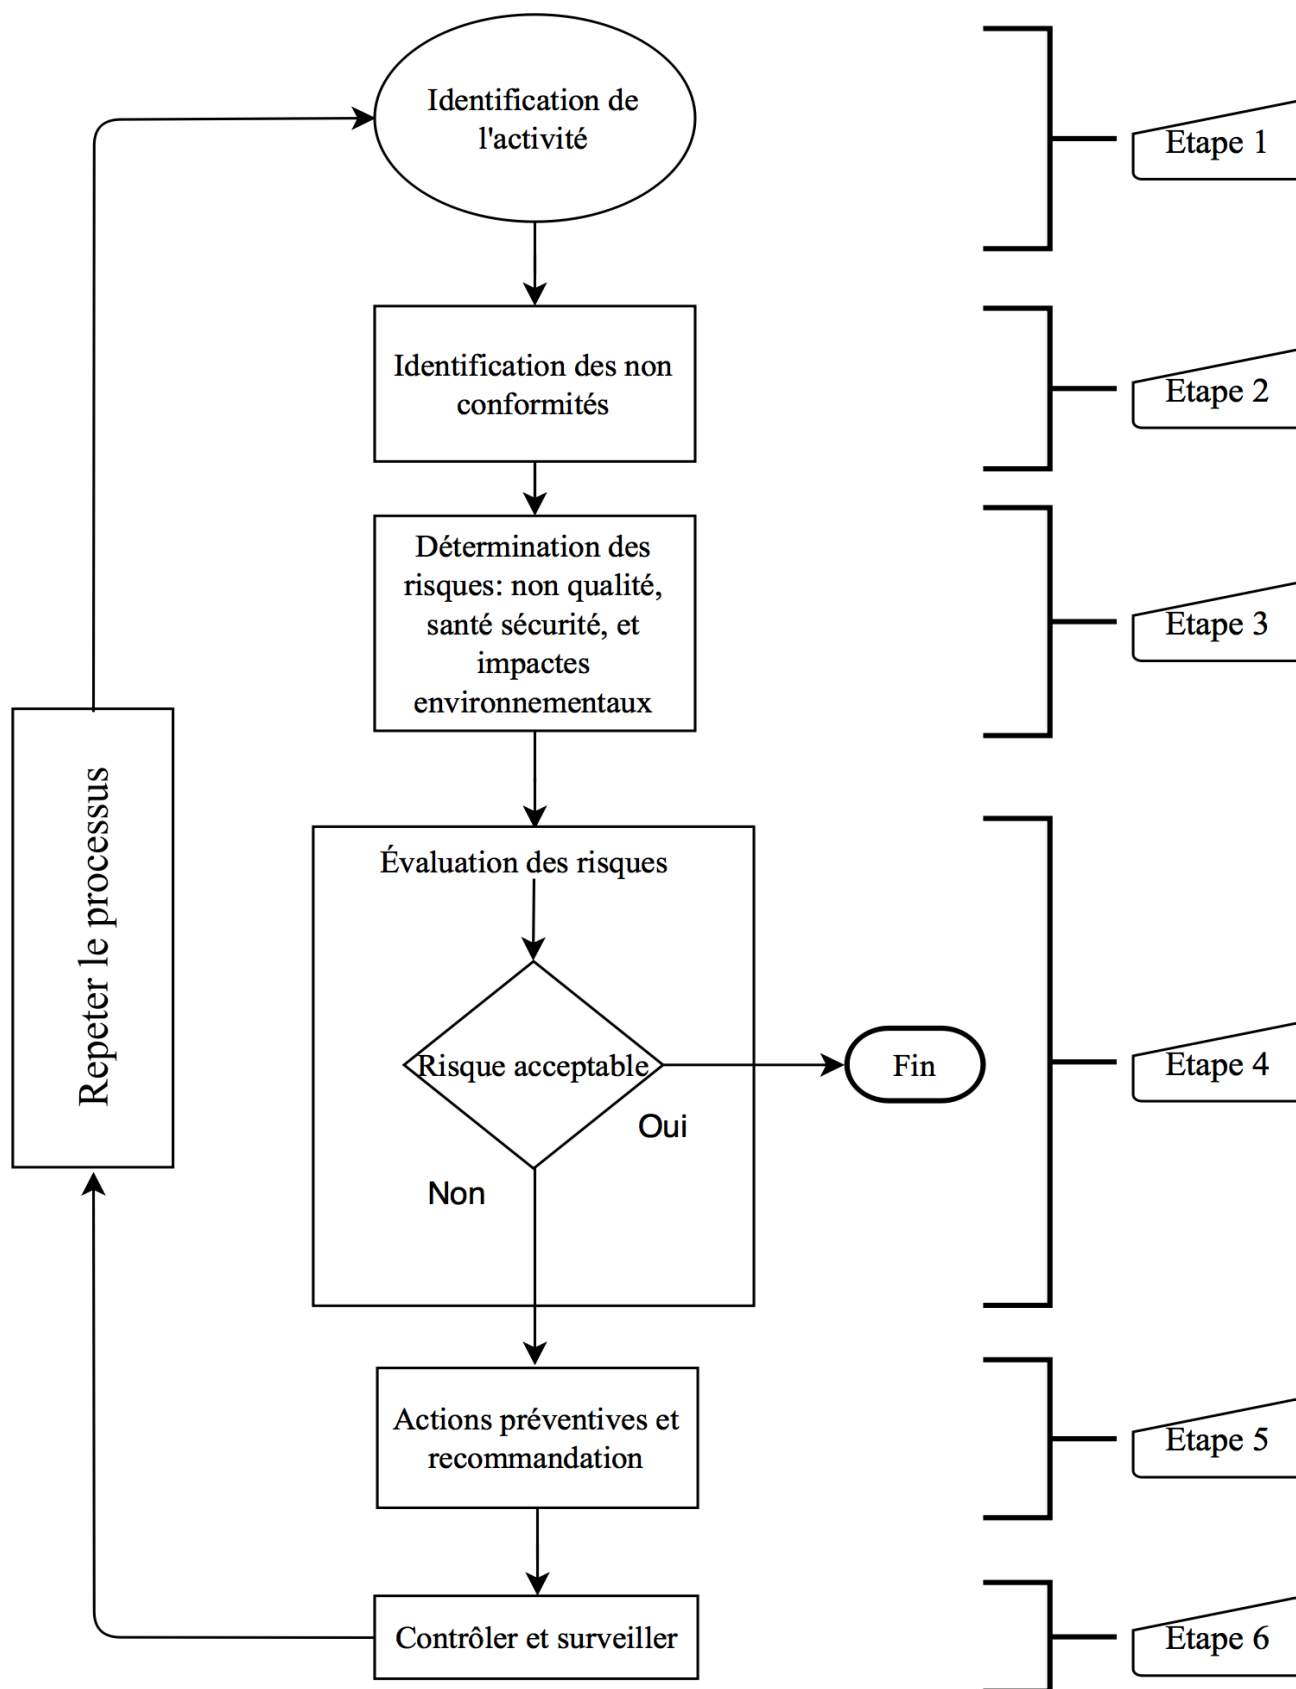 Identification de
l'activité
Etape 1
Identification des non
conformités
Etape 2
Détermination des
risques: non qualité,
santé sécurité, et
impactes
environnementaux
Etape 3
Repeter le processus
Évaluation des risques
Risque acceptable
Oui
Non
Fin
Etape 4
Actions préventives et
recommandation
Etape 5
Contrôler et surveiller
Etape 6